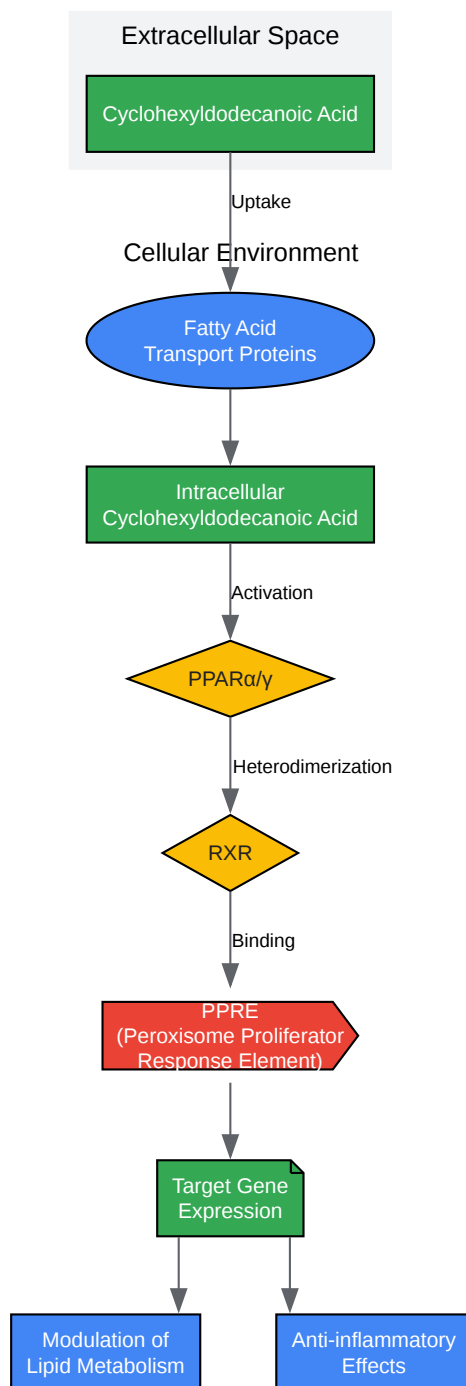 Extracellular Space
Cyclohexyldodecanoic Acid
Uptake
Cellular Environment
Fatty Acid
Transport Proteins
Intracellular
Cyclohexyldodecanoic Acid
Activation
PPARα/γ
Heterodimerization
RXR
Binding
PPRE
(Peroxisome Proliferator
Response Element)
Target Gene
Expression
Modulation of
Lipid Metabolism
Anti-inflammatory
Effects